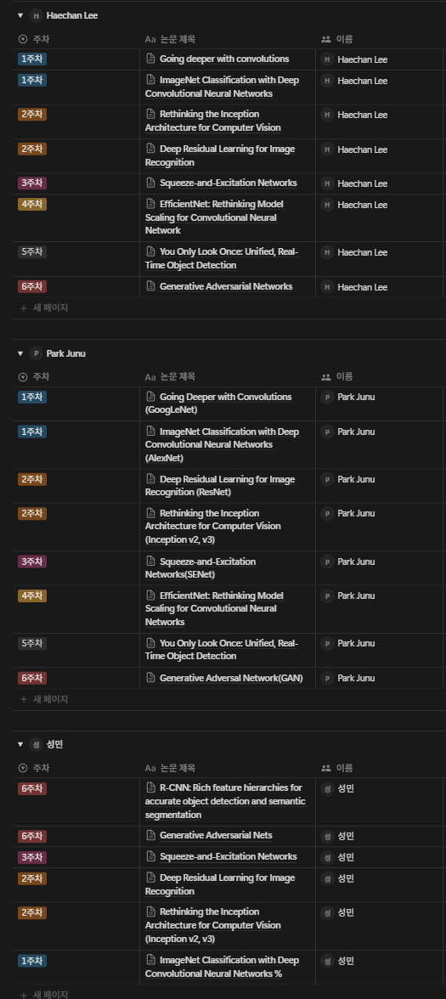 Haechan Lee
주차 Aa 논문 제목 이름
1주차 Going deeper with convolutions H Haechan Lee
1주차 ImageNet Classification with Deep H Haechan Lee
Convolutional Neural Networks
2주차 Rethinking the Inception H Haechan Lee
Architecture for Computer Vision
2주차 Deep Residual Learning for Image H Haechan Lee
Recognition
3주차 Squeeze-and-Excitation Networks H Haechan Lee
4주차 EfficientNet: Rethinking Model H Haechan Lee
Scaling for Convolutional Neural
Network
5주차 You Only Look Once: Unified, Real- H Haechan Lee
Time Object Detection
6주차 Generative Adversarial Networks H Haechan Lee
+ 새 페이지
P Park Junu
주차 Aa 논문 제목 이름
1주차 Going Deeper with Convolutions P Park Junu
(GoogLeNet)
1주차 ImageNet Classification with Deep P Park Junu
Convolutional Neural Networks
(AlexNet)
2주차 Deep Residual Learning for Image P Park Junu
Recognition (ResNet)
2주차 Rethinking the Inception P Park Junu
Architecture for Computer Vision
(Inception v2, v3)
3주차 Squeeze-and-Excitation P Park Junu
Networks(SENet)
4주차 EfficientNet: Rethinking Model P Park Junu
Scaling for Convolutional Neural
Networks
5주차 You Only Look Once: Unified, Real- P Park Junu
Time Object Detection
6주차 Generative Adversal Network(GAN) P Park Junu
+ 새 페이지
성 성민
주차 Aa 논문 제목 이름
6주차 R-CNN: Rich feature hierarchies for 성 성민
accurate object detection and semantic
segmentation
6주차 Generative Adversarial Nets 성 성민
3주차 Squeeze-and-Excitation Networks 성 성민
2주차 Deep Residual Learning for Image 성 성민
Recognition
2주차 Rethinking the Inception 성 성민
Architecture for Computer Vision
(Inception v2, v3)
1주차 ImageNet Classification with Deep 성 성민
Convolutional Neural Networks %
+ 새 페이지